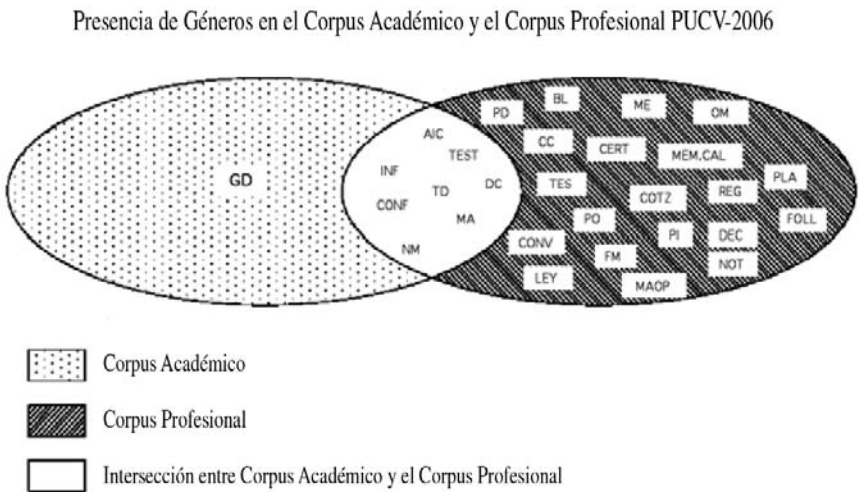 Presencia de Géneros en el Corpus Académico y el Corpus Profesional PUCV-2006
GD
AIC
TEST
INF
TD
DC
CONF
MA
NM
PD
BL
ME
OM
CC
CERT
MEM,CAL
PLA
TES
COTZ
REG
PO
FOLL
CONV
PI
DEC
FM
NOT
LEY
MAOP
Corpus Académico
Corpus Profesional
Intersección entre Corpus Académico y el Corpus Profesional